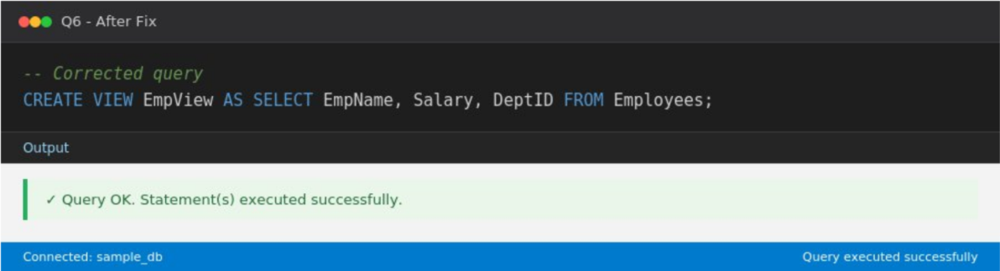 Q6 - After Fix
-- Corrected query
CREATE VIEW EmpView AS SELECT EmpName, Salary, DeptID FROM Employees;
Output
✓ Query OK. Statement(s) executed successfully.
Connected: sample_db
Query executed successfully